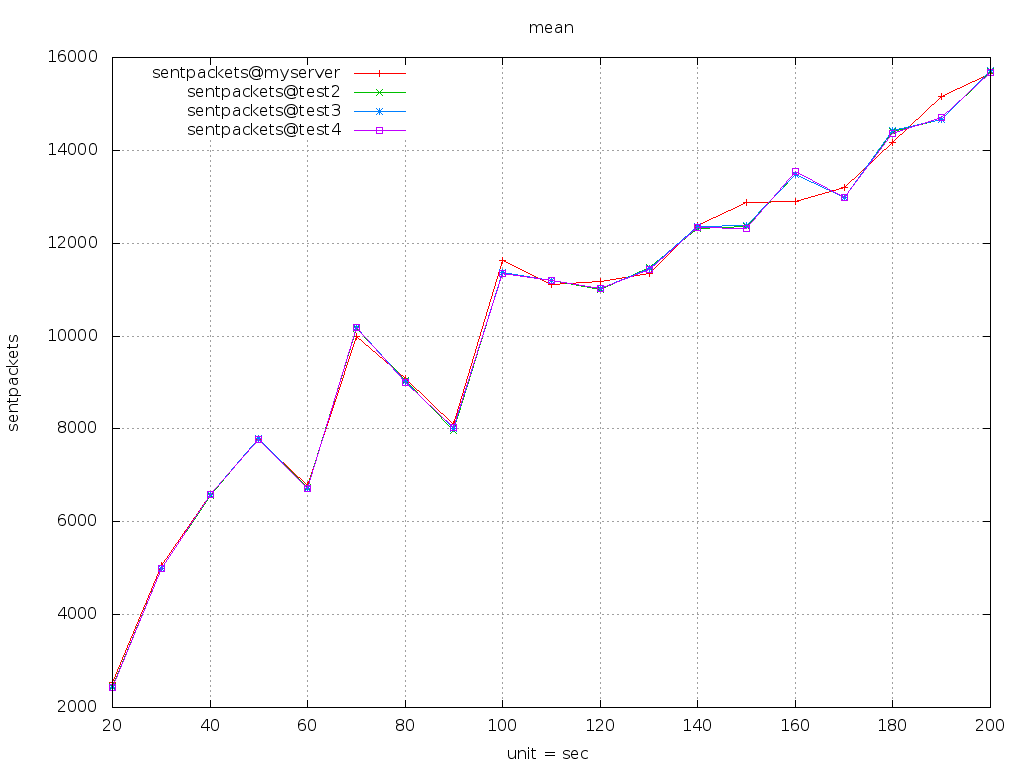 mean
16000
14000
12000
10000
8000
6000
4000
2000
sentpackets@myserver
sentpackets@test2
sentpackets@test3
sentpackets@test4
sentpackets
20 40 60 80 100 120 140 160 180 200
unit = sec